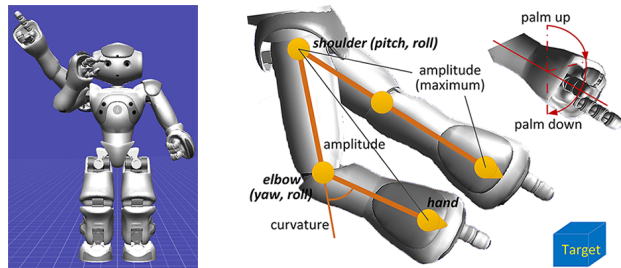 shoulder (pitch, roll)
amplitude
(maximum)
amplitude
elbow
(yaw, roll)
hand
curvature
palm up
palm down
Target